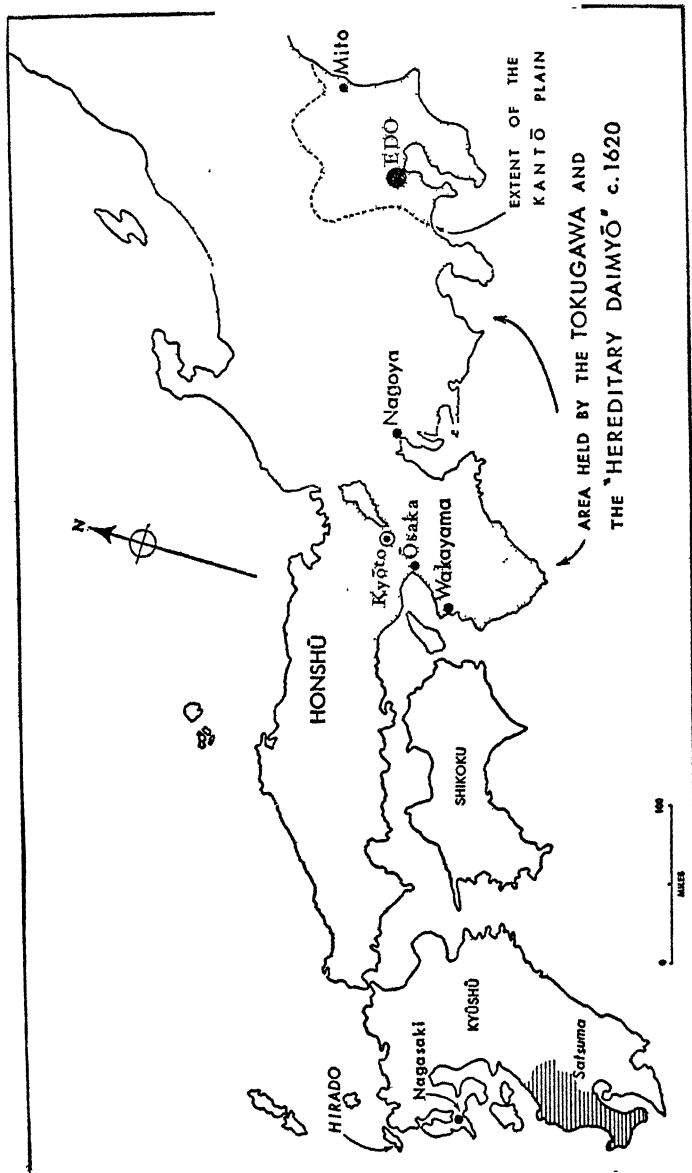 N
HONSHŪ
Kyōto
Ōsaka
Wakayama
Nagoya
EDO
Mito
EXTENT OF THE
KANTŌ PLAIN
AREA HELD BY THE TOKUGAWA AND
THE "HEREDITARY DAIMYŌ" c. 1620
SHIKOKU
HIRADO
Nagasaki
KYŪSHŪ
Satsuma
0 100
MILES